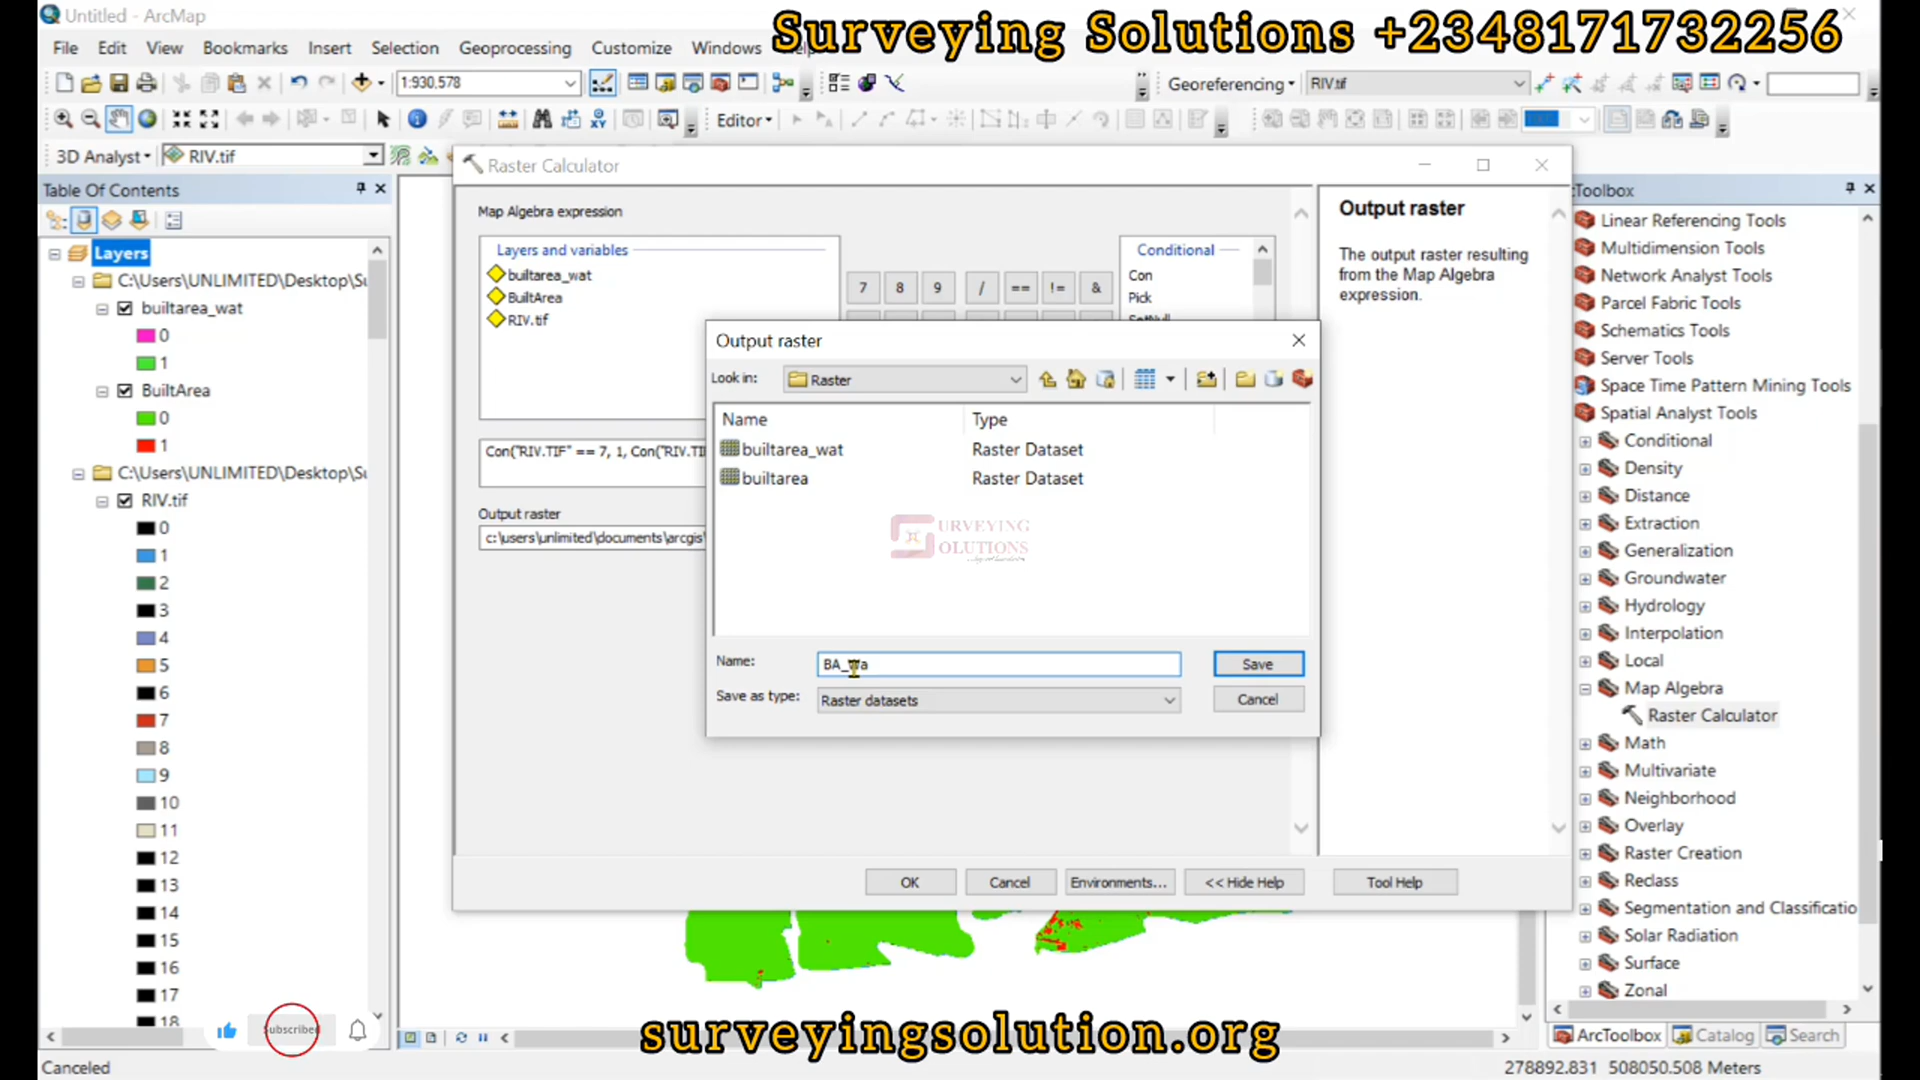 Untitled - ArcMap
Surveying Solutions +2348171732256
File Edit View Bookmarks Insert Selection Geoprocessing Customize Windows
1:930,578
Georeferencing
RIV.tif
Editor
3D Analyst
RIV.tif
Table Of Contents
Layers
C:\Users\UNLIMITED\Desktop\Su
builtarea_wat
0
1
BuiltArea
0
1
C:\Users\UNLIMITED\Desktop\Su
RIV.tif
0
1
2
3
4
5
6
7
8
9
10
11
12
13
14
15
16
17
18
Subscribed
Canceled
Raster Calculator
Map Algebra expression
Layers and variables
builtarea_wat
BuiltArea
RIV.tif
7 8 9 / == != &
Conditional
Con
Pick
SetNull
Con("RIV.TIF" == 7, 1, Con("RIV.TI
Output raster
c:\users\unlimited\documents\arcgis\
Output raster
Look in:
Raster
Name Type
builtarea_wat Raster Dataset
builtarea Raster Dataset
SURVEYING
SOLUTIONS
Name:
Save
Save as type:
Raster datasets
Cancel
OK
Cancel
Environments...
<< Hide Help
Tool Help
Output raster
The output raster resulting
from the Map Algebra
expression.
Toolbox
Linear Referencing Tools
Multidimension Tools
Network Analyst Tools
Parcel Fabric Tools
Schematics Tools
Server Tools
Space Time Pattern Mining Tools
Spatial Analyst Tools
Conditional
Density
Distance
Extraction
Generalization
Groundwater
Hydrology
Interpolation
Local
Map Algebra
Raster Calculator
Math
Multivariate
Neighborhood
Overlay
Raster Creation
Reclass
Segmentation and Classificatio
Solar Radiation
Surface
Zonal
ArcToolbox Catalog Search
surveyingsolution.org
278892.831 508050.508 Meters